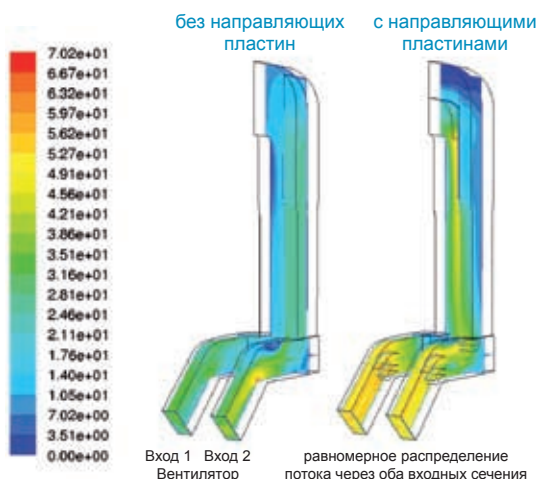 без направляющих
пластин
с направляющими
пластинами
7.02e+01
6.67e+01
6.32e+01
5.97e+01
5.62e+01
5.27e+01
4.91e+01
4.56e+01
4.21e+01
3.86e+01
3.51e+01
3.16e+01
2.81e+01
2.46e+01
2.11e+01
1.76e+01
1.40e+01
1.05e+01
7.02e+00
3.51e+00
0.00e+00
Вход 1 Вход 2
Вентилятор
равномерное распределение
потока через оба входных сечения